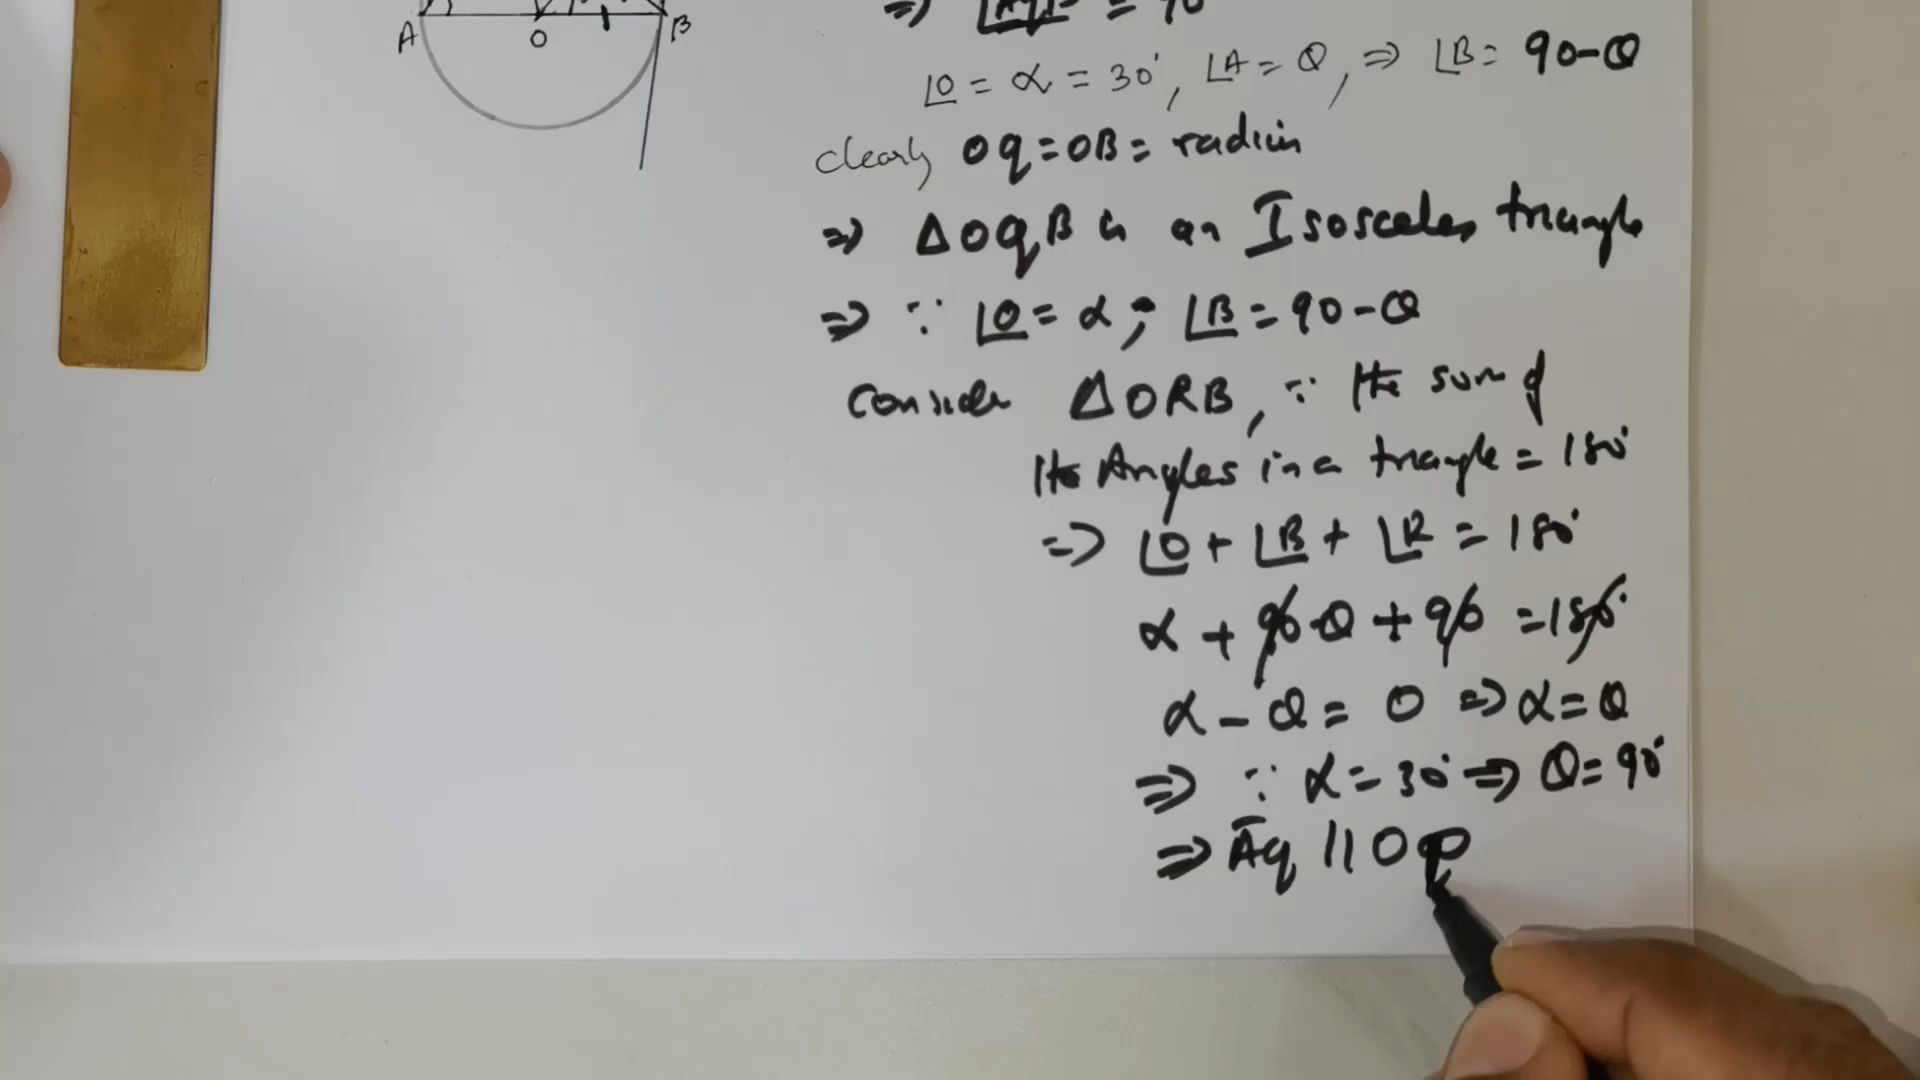 A O B
∠O = α = 30°, ∠A = Q, => ∠B = 90-Q
clearly Oq = OB = radius
=> ΔOqB is an Isosceles triangle
=> ∵ ∠O = α ; ∠B = 90-Q
Consider ΔORB, ∵ the sum of
the Angles in a triangle = 180°
=> ∠O + ∠B + ∠R = 180°
α + 90-Q + 90 = 180°
α - Q = 0 => α = Q
=> ∵ α = 30° => Q = 90°
=> Aq || OP